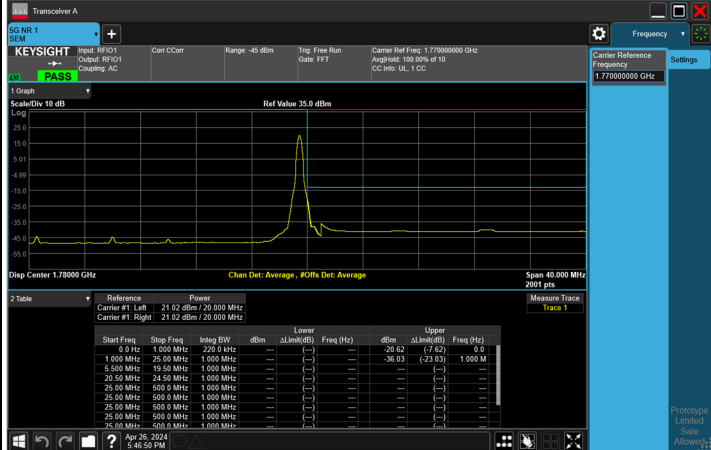 Transceiver A
5G NR 1
SEM
Frequency
KEYSIGHT
Input: RFIO1
Output: RFIO1
Coupling: AC
Corr CCorr
Range: -45 dBm
Trig: Free Run
Gate: FFT
Carrier Ref Freq: 1.770000000 GHz
Avg|Hold: 100.00% of 10
CC Info: UL, 1 CC
PASS
Carrier Reference
Frequency
1.770000000 GHz
Settings
1 Graph
Scale/Div 10 dB
Ref Value 35.0 dBm
Log
25.0
15.0
5.01
-4.99
-15.0
-25.0
-35.0
-45.0
-55.0
Disp Center 1.78000 GHz
Chan Det: Average , #Offs Det: Average
Span 40.000 MHz
2001 pts
2 Table
Reference Power
Carrier #1: Left 21.02 dBm / 20.000 MHz
Carrier #1: Right 21.02 dBm / 20.000 MHz
Measure Trace
Trace 1
Lower Upper
Start Freq Stop Freq Integ BW dBm ΔLimit(dB) Freq (Hz) dBm ΔLimit(dB) Freq (Hz)
0.0 Hz 1.000 MHz 220.0 kHz --- (---) --- -20.62 (-7.62) 0.0
1.000 MHz 25.00 MHz 1.000 MHz --- (---) --- -36.03 (-23.03) 1.000 M
5.500 MHz 19.50 MHz 1.000 MHz --- (---) --- --- (---) ---
20.50 MHz 24.50 MHz 1.000 MHz --- (---) --- --- (---) ---
25.00 MHz 500.0 MHz 1.000 MHz --- (---) --- --- (---) ---
25.00 MHz 500.0 MHz 1.000 MHz --- (---) --- --- (---) ---
25.00 MHz 500.0 MHz 1.000 MHz --- (---) --- --- (---) ---
25.00 MHz 500.0 MHz 1.000 MHz --- (---) --- --- (---) ---
25.00 MHz 500.0 MHz 1.000 MHz --- (---) --- --- (---) ---
Apr 26, 2024
5:46:50 PM
Prototype
Limited
Sale
Allowed